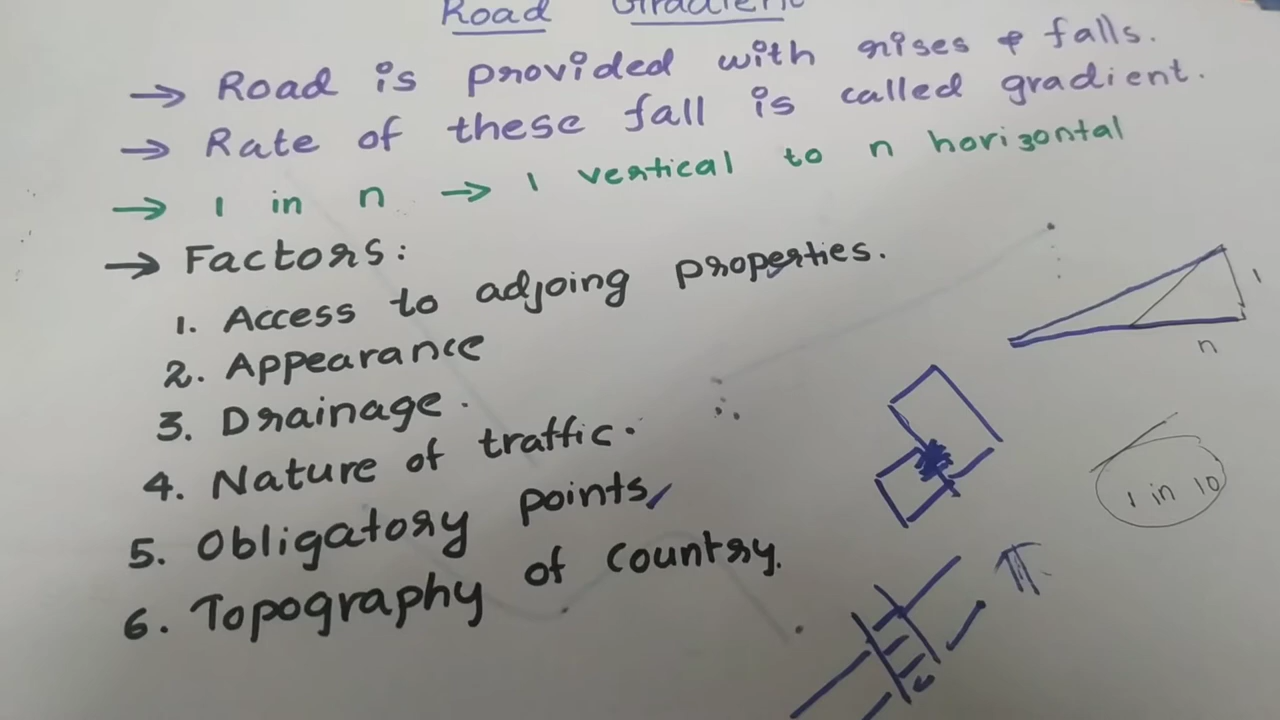 Road Gradient
→ Road is provided with rises & falls.
→ Rate of these fall is called gradient.
→ 1 in n → 1 vertical to n horizontal
→ Factors:
1. Access to adjoing properties.
2. Appearance
3. Drainage.
4. Nature of traffic.
5. Obligatory points
6. Topography of country.
1
n
1 in 10